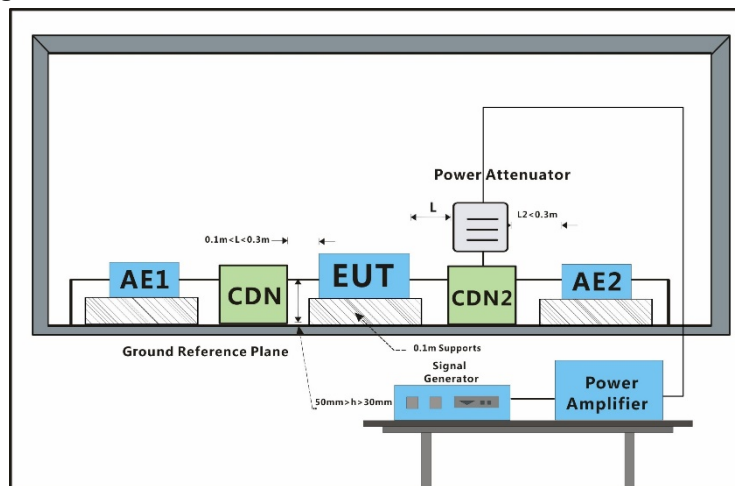 Power Attenuator
L
L2<0.3m
0.1m<L<0.3m
AE1
CDN
EUT
CDN2
AE2
Ground Reference Plane
0.1m Supports
50mm>h>30mm
Signal
Generator
Power
Amplifier